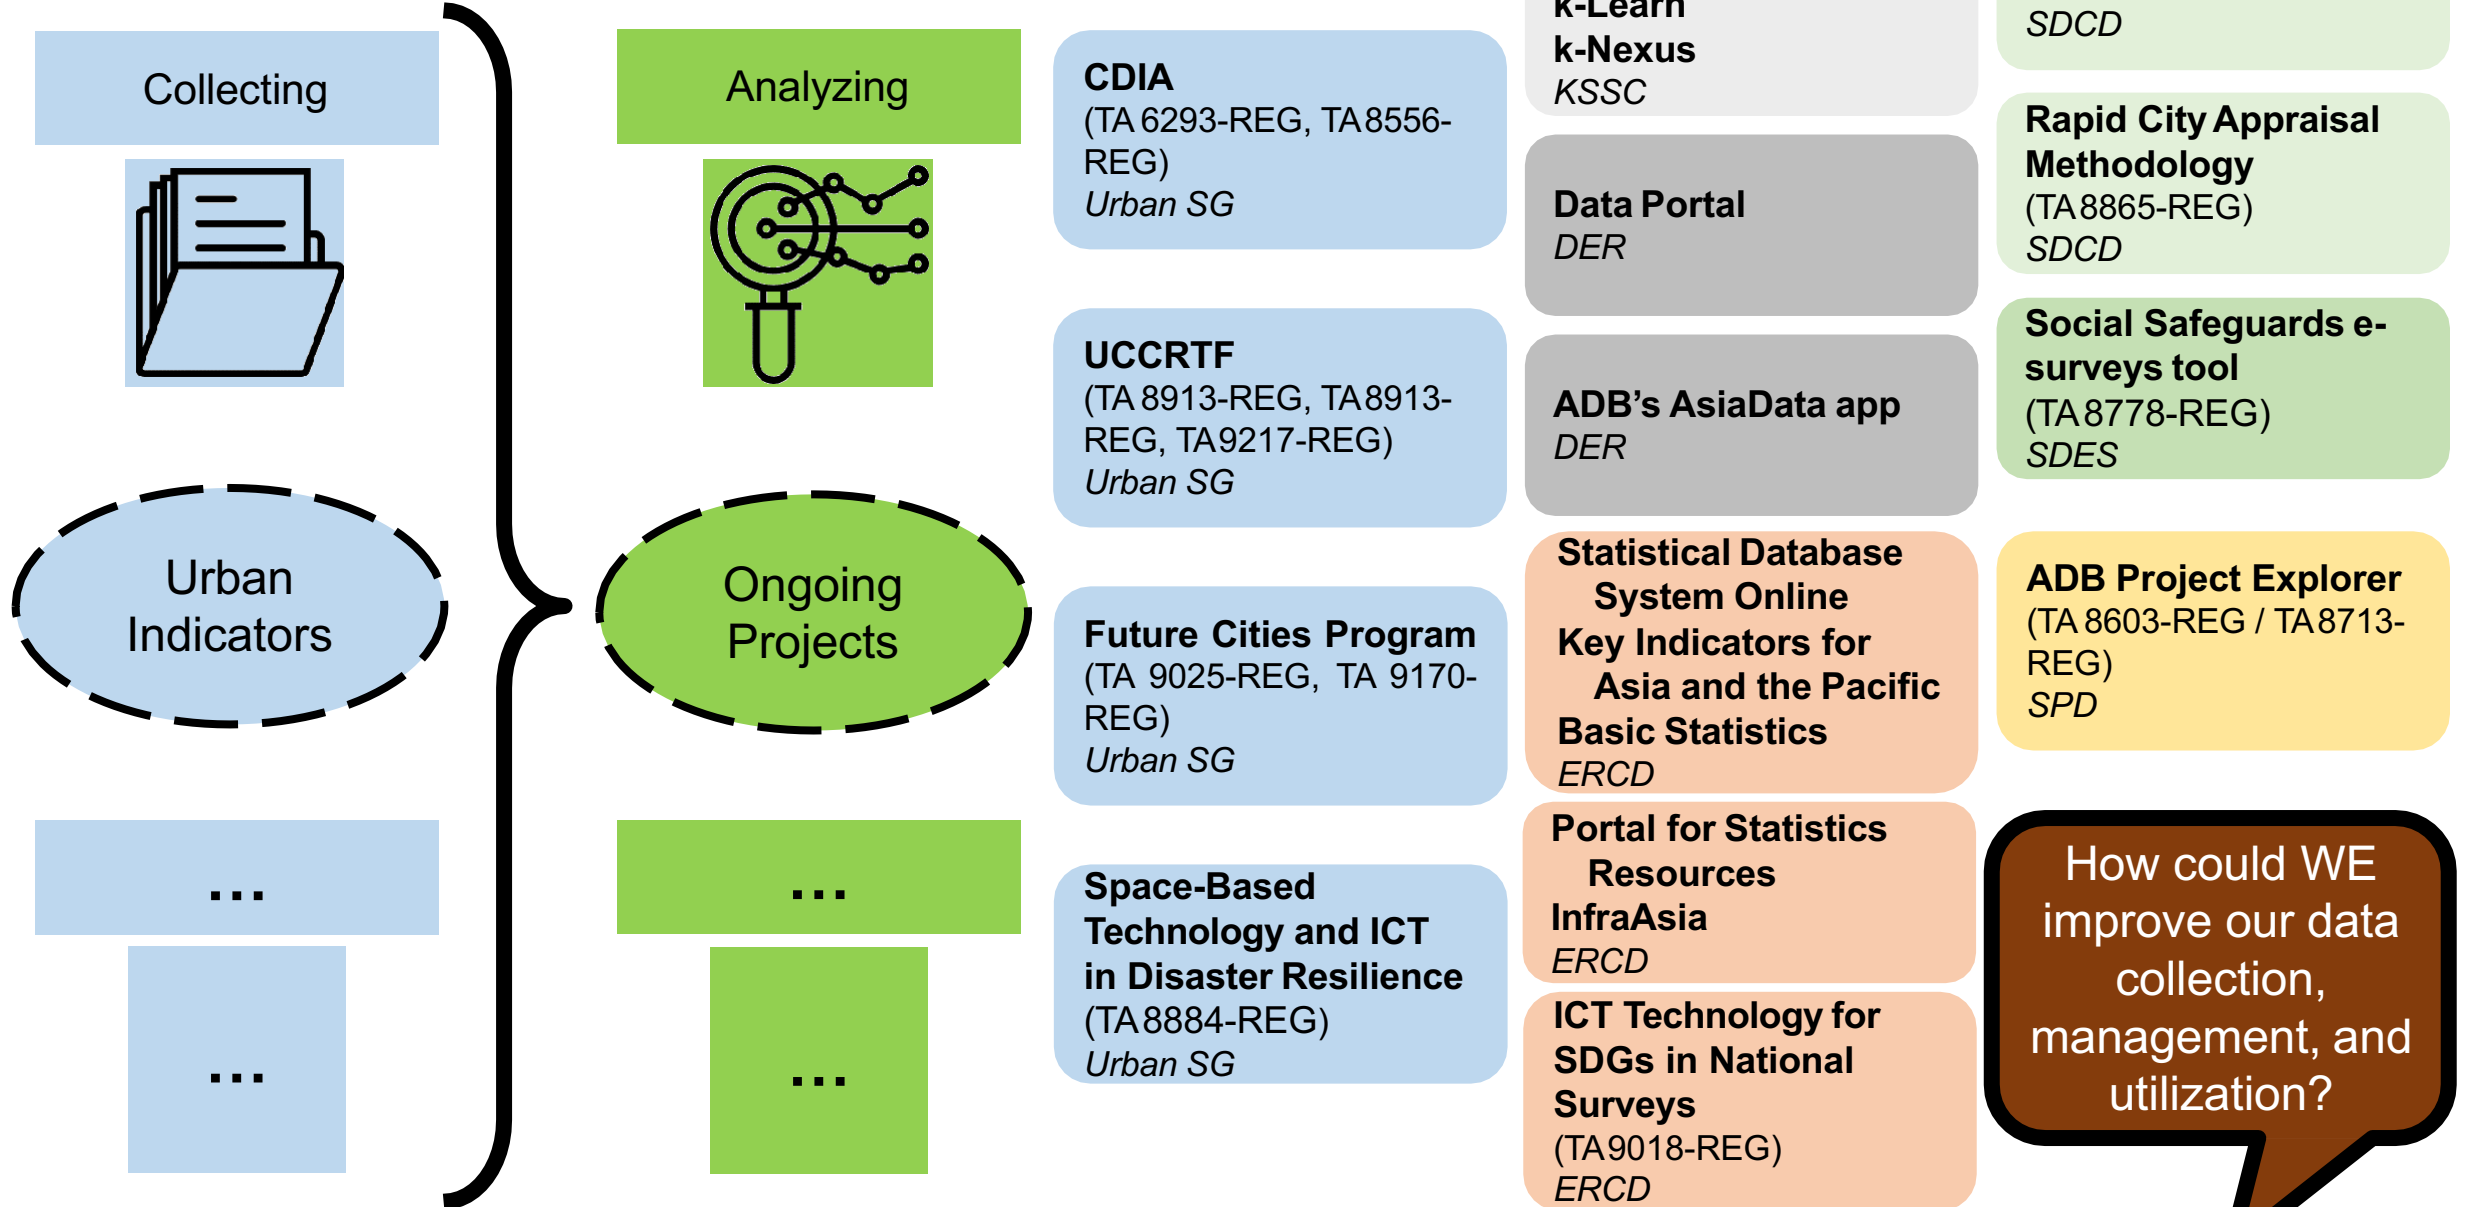 Collecting
Urban
Indicators
...
...
Analyzing
Ongoing
Projects
...
...
CDIA
(TA 6293-REG, TA 8556-
REG)
Urban SG
UCCRTF
(TA 8913-REG, TA 8913-
REG, TA 9217-REG)
Urban SG
Future Cities Program
(TA 9025-REG, TA 9170-
REG)
Urban SG
Space-Based
Technology and ICT
in Disaster Resilience
(TA 8884-REG)
Urban SG
k-Learn
k-Nexus
KSSC
Data Portal
DER
ADB's AsiaData app
DER
Statistical Database
System Online
Key Indicators for
Asia and the Pacific
Basic Statistics
ERCD
Portal for Statistics
Resources
InfraAsia
ERCD
ICT Technology for
SDGs in National
Surveys
(TA 9018-REG)
ERCD
SDCD
Rapid City Appraisal
Methodology
(TA 8865-REG)
SDCD
Social Safeguards e-
surveys tool
(TA 8778-REG)
SDES
ADB Project Explorer
(TA 8603-REG / TA 8713-
REG)
SPD
How could WE
improve our data
collection,
management, and
utilization?